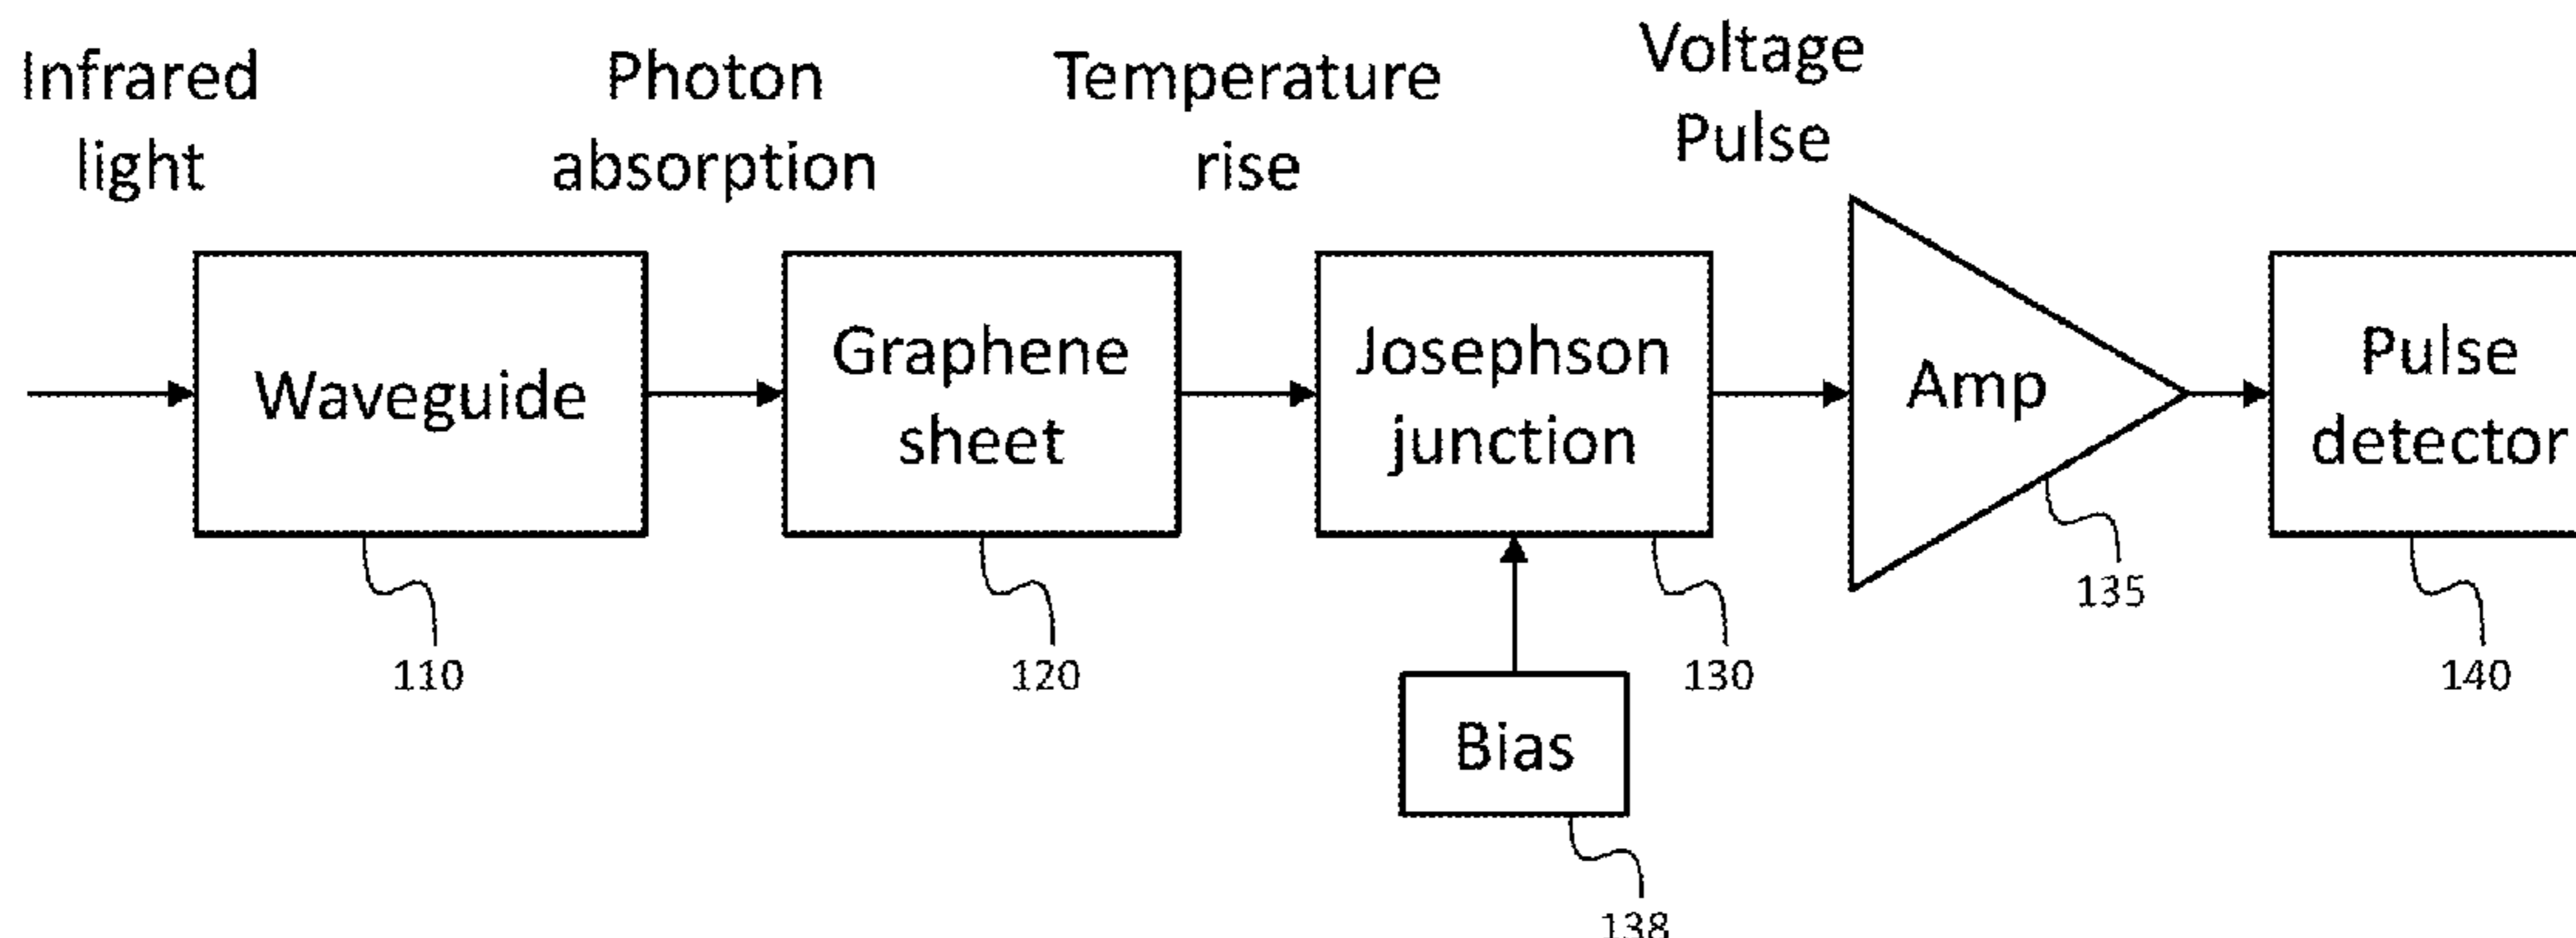 Infrared
light
Photon
absorption
Temperature
rise
Voltage
Pulse
Waveguide
Graphene
sheet
Josephson
junction
Amp
Pulse
detector
Bias
110
120
130
135
140
138